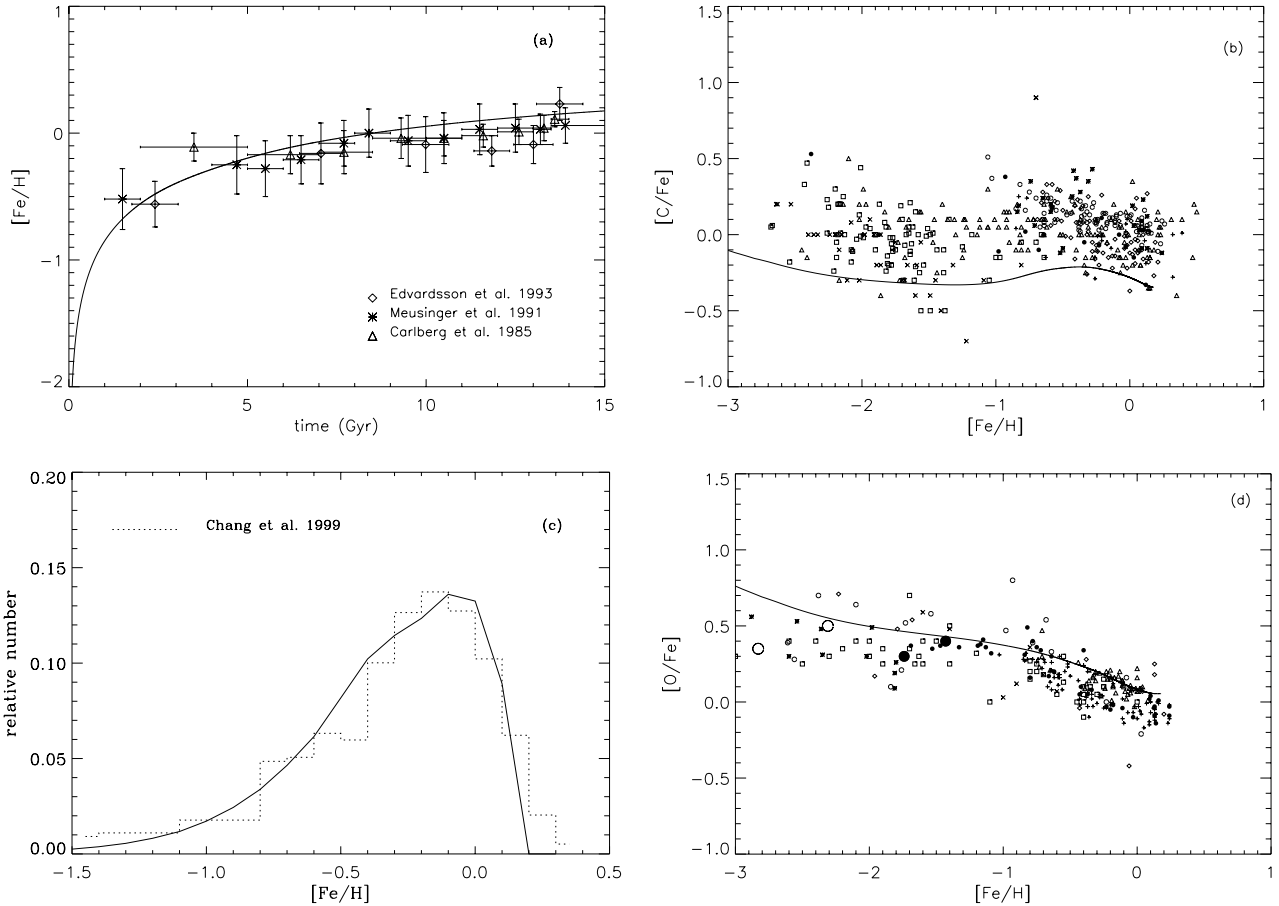 1
0
−1
−2
[Fe/H]
(a)
Edvardsson et al. 1993
Meusinger et al. 1991
Carlberg et al. 1985
0
5
10
15
time (Gyr)
1.5
1.0
0.5
0.0
−0.5
−1.0
[C/Fe]
(b)
−3
−2
−1
0
1
[Fe/H]
0.20
0.15
0.10
0.05
0.00
relative number
Chang et al. 1999
(c)
−1.5
−1.0
−0.5
0.0
0.5
[Fe/H]
1.5
1.0
0.5
0.0
−0.5
−1.0
[O/Fe]
(d)
−3
−2
−1
0
1
[Fe/H]